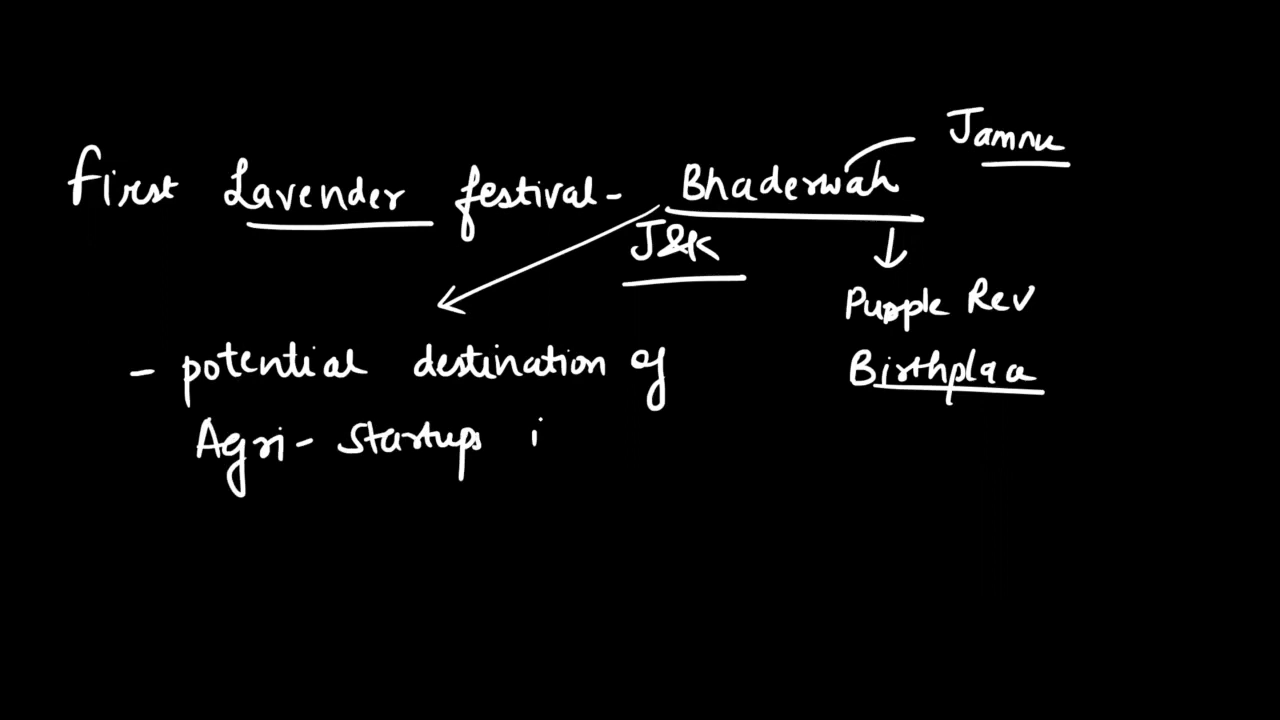 Jammu
First Lavender festival- Bhaderwah
J&K
Purple Rev
Birthplace
- potential destination of
Agri- Startups i